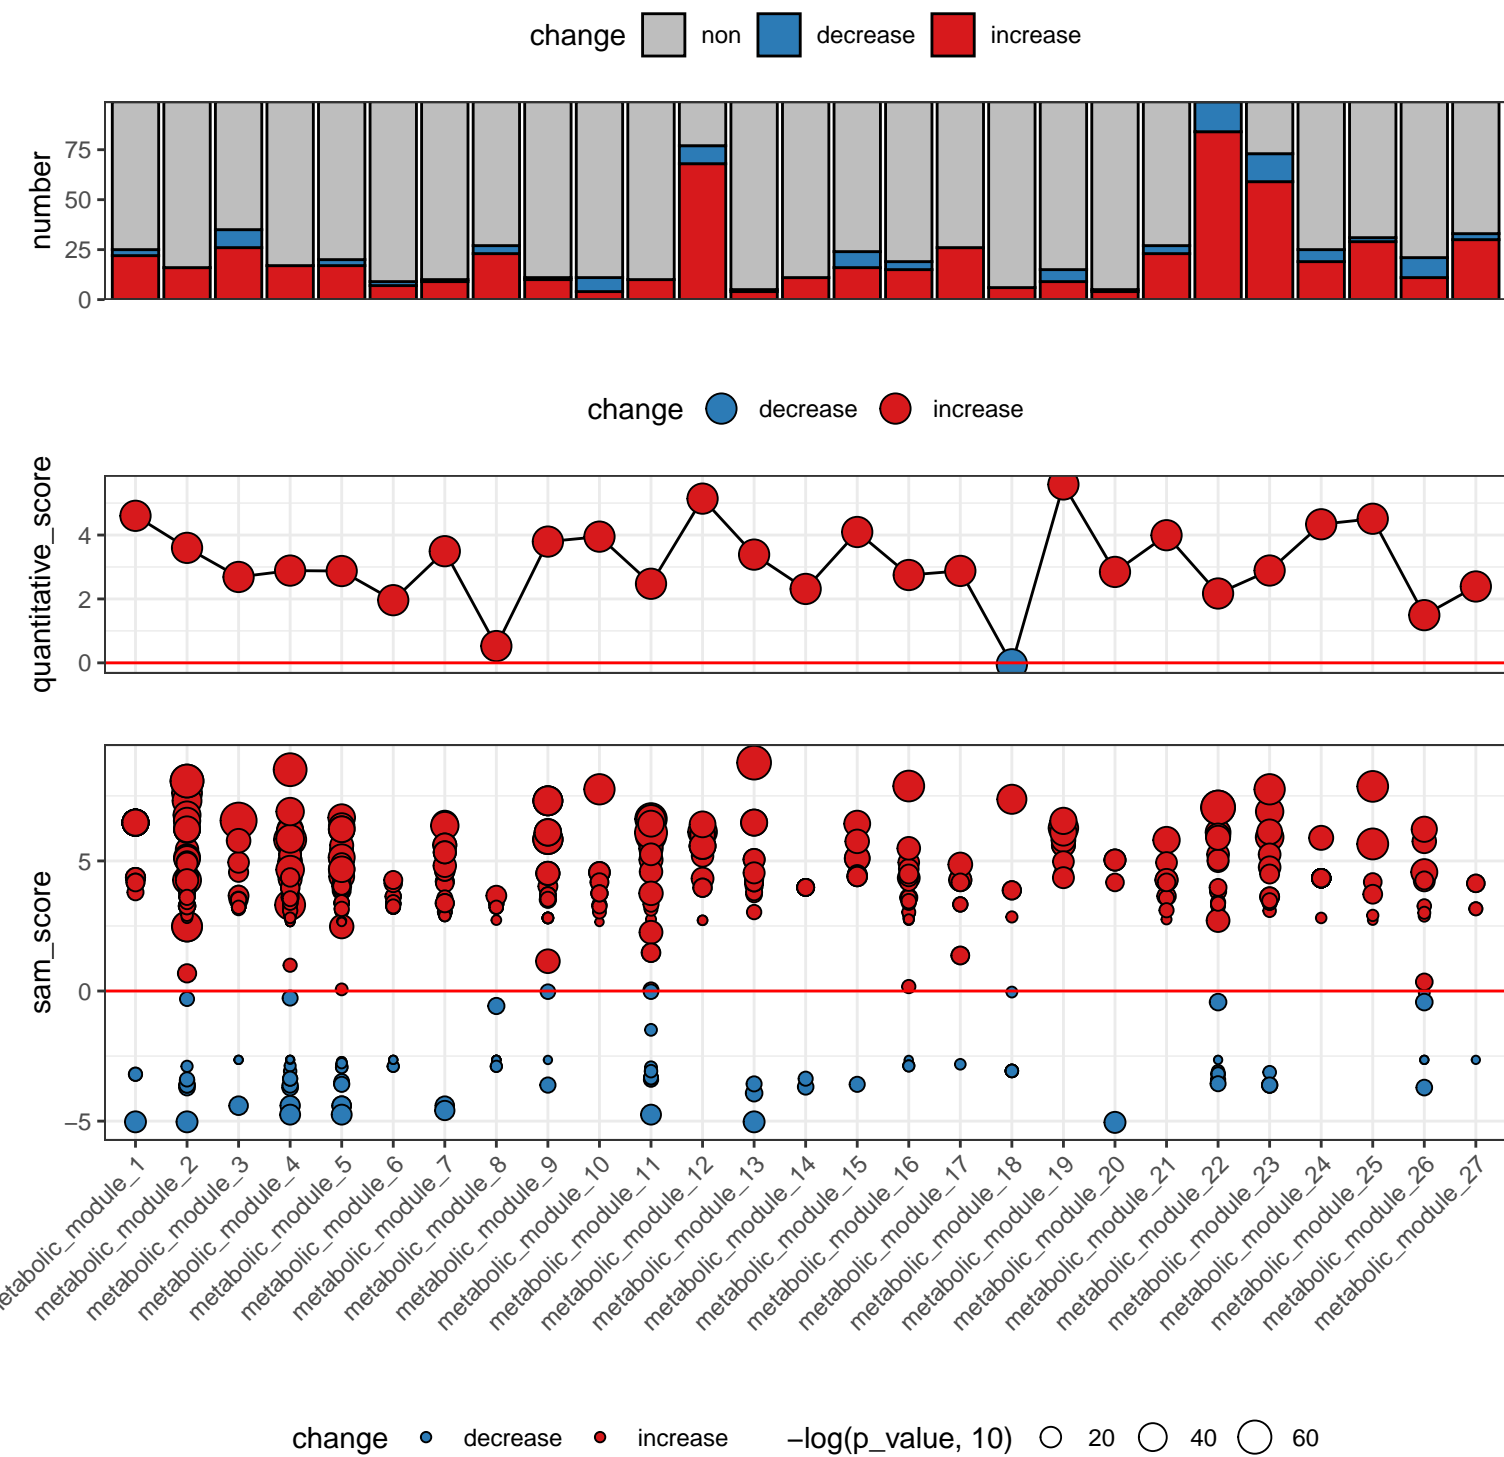 change non decrease increase
number
75
50
25
0
change decrease increase
quantitative_score
4
2
0
sam_score
5
0
−5
etabolic_module_1
metabolic_module_2
metabolic_module_3
metabolic_module_4
metabolic_module_5
metabolic_module_6
metabolic_module_7
metabolic_module_8
metabolic_module_9
metabolic_module_10
metabolic_module_11
metabolic_module_12
metabolic_module_13
metabolic_module_14
metabolic_module_15
metabolic_module_16
metabolic_module_17
metabolic_module_18
metabolic_module_19
metabolic_module_20
metabolic_module_21
metabolic_module_22
metabolic_module_23
metabolic_module_24
metabolic_module_25
metabolic_module_26
metabolic_module_27
change decrease increase −log(p_value, 10) 20 40 60